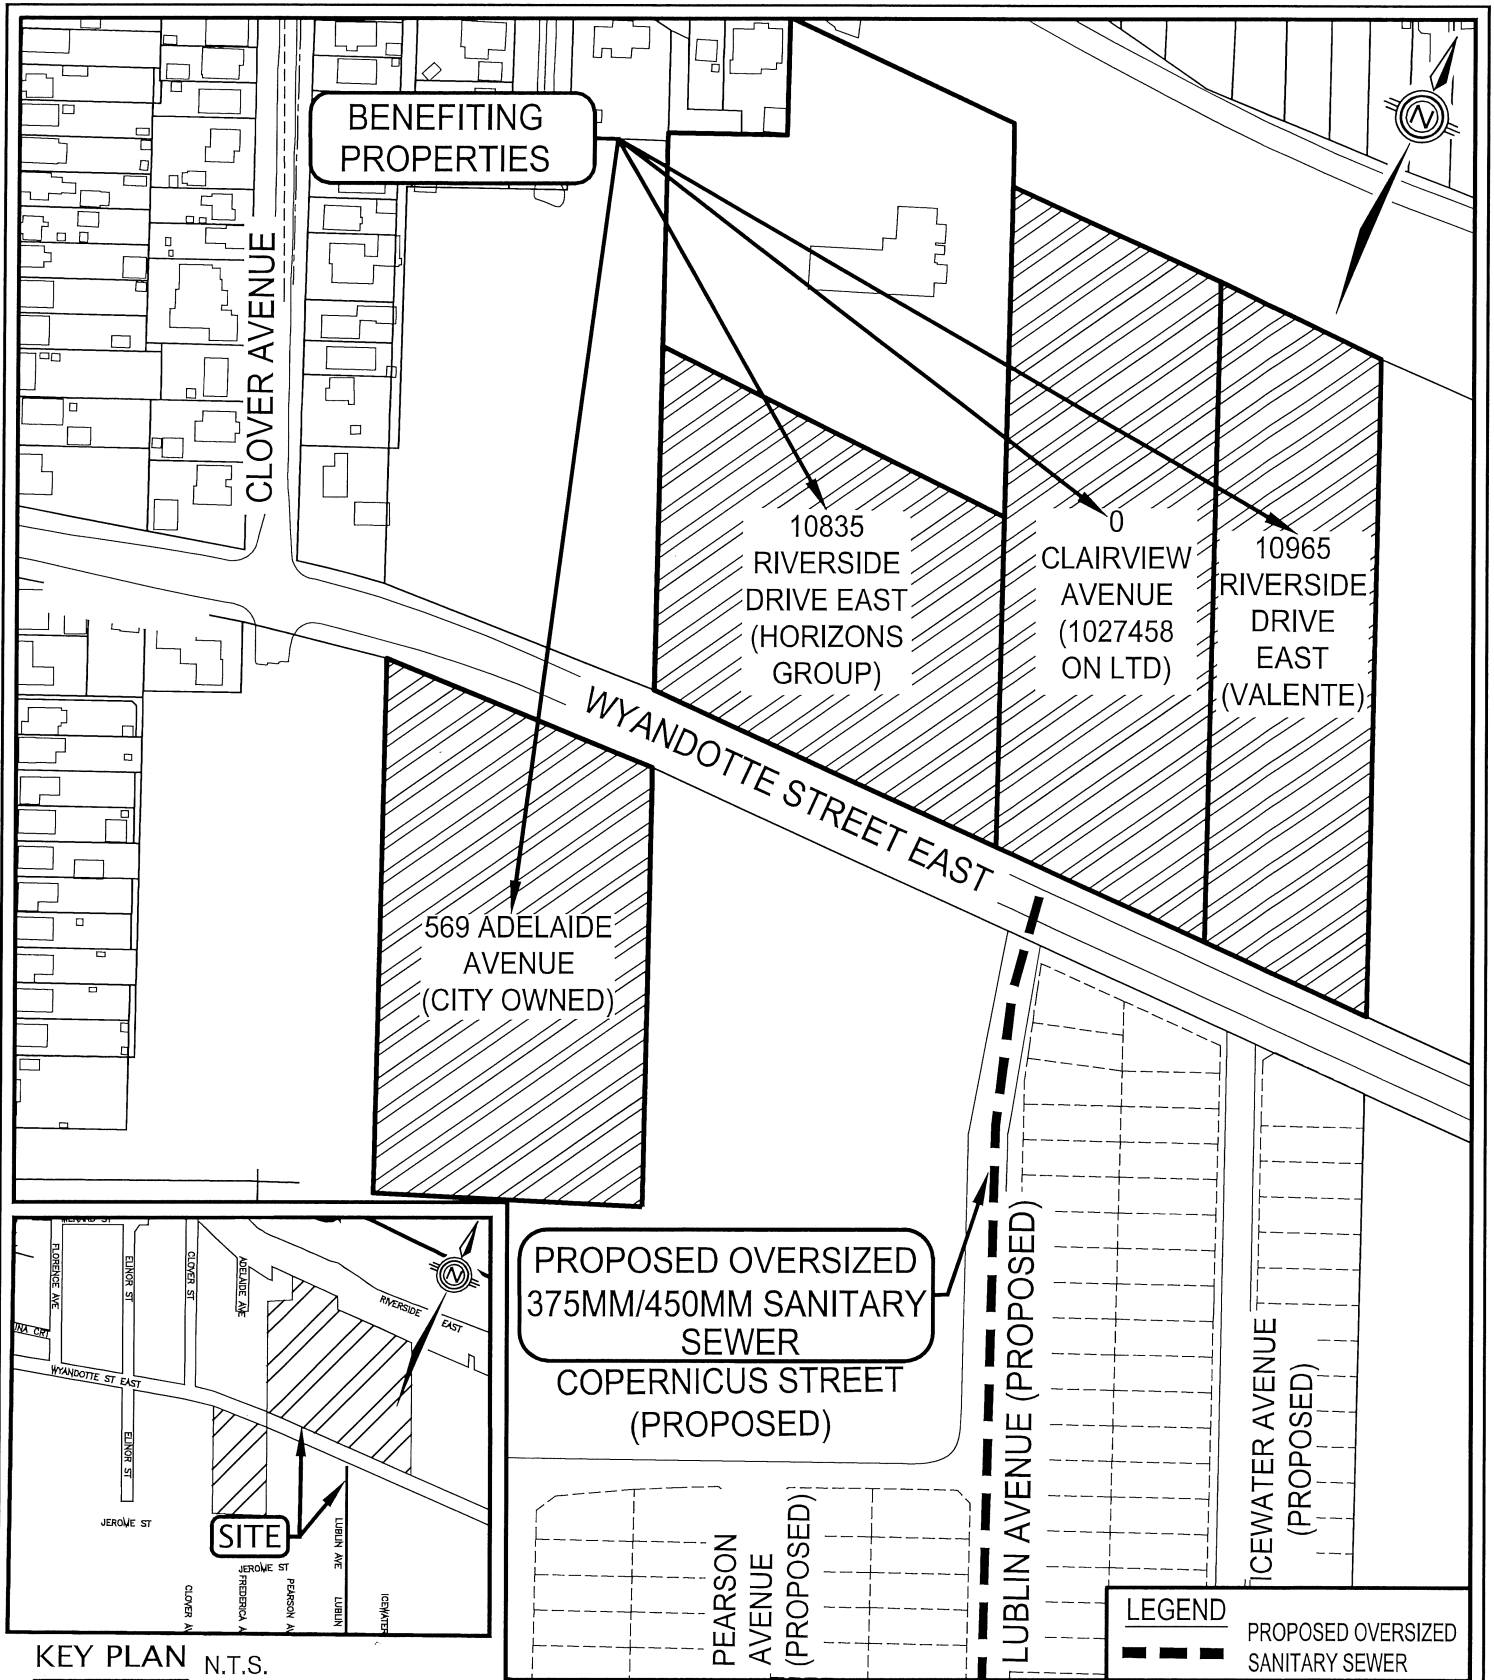 BENEFITING
PROPERTIES
N
CLOVER AVENUE
10835
RIVERSIDE
DRIVE EAST
(HORIZONS
GROUP)
0
CLAIRVIEW
AVENUE
(1027458
ON LTD)
10965
RIVERSIDE
DRIVE
EAST
(VALENTE)
WYANDOTTE STREET EAST
569 ADELAIDE
AVENUE
(CITY OWNED)
PROPOSED OVERSIZED
375MM/450MM SANITARY
SEWER
COPERNICUS STREET
(PROPOSED)
LUBLIN AVENUE (PROPOSED)
ICEWATER AVENUE
(PROPOSED)
PEARSON
AVENUE
(PROPOSED)
FLORENCE AVE
ELINOR ST
CLOVER ST
ADELAIDE AVE
RIVERSIDE
EAST
N
WYANDOTTE ST EAST
ELINOR ST
JEROME ST
SITE
JEROME ST
CLOVER AV
FREDERICA A
PEARSON AV
LUBLIN AVE
LUBLIN
ICEWATER
KEY PLAN N.T.S.
LEGEND
PROPOSED OVERSIZED
SANITARY SEWER